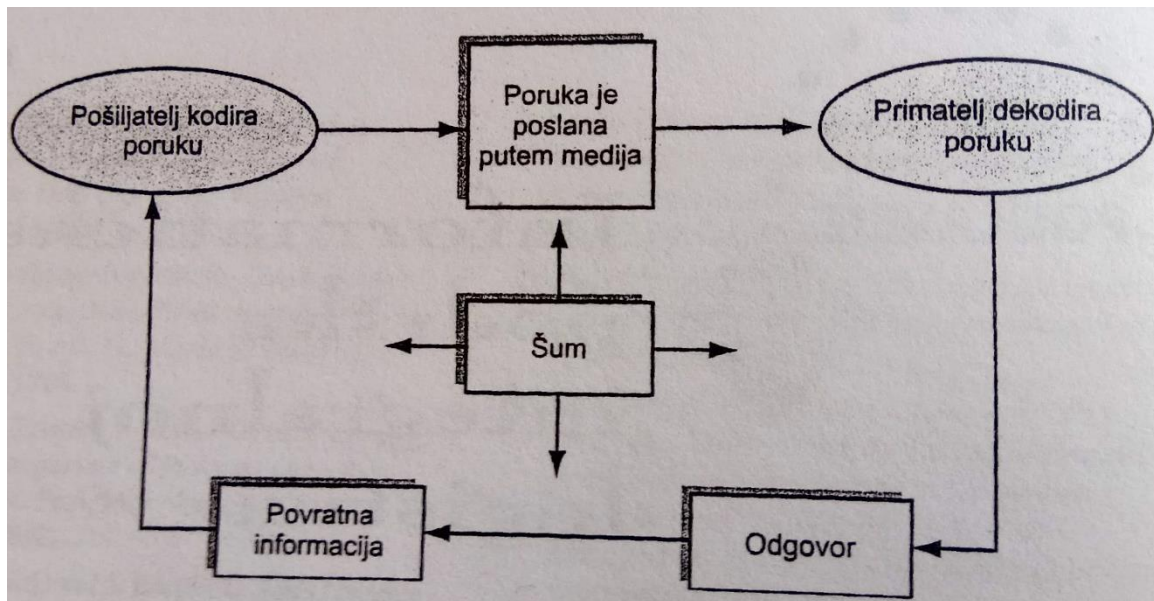 Pošiljatelj kodira
poruku
Poruka je
poslana
putem medija
Primatelj dekodira
poruku
Šum
Povratna
informacija
Odgovor